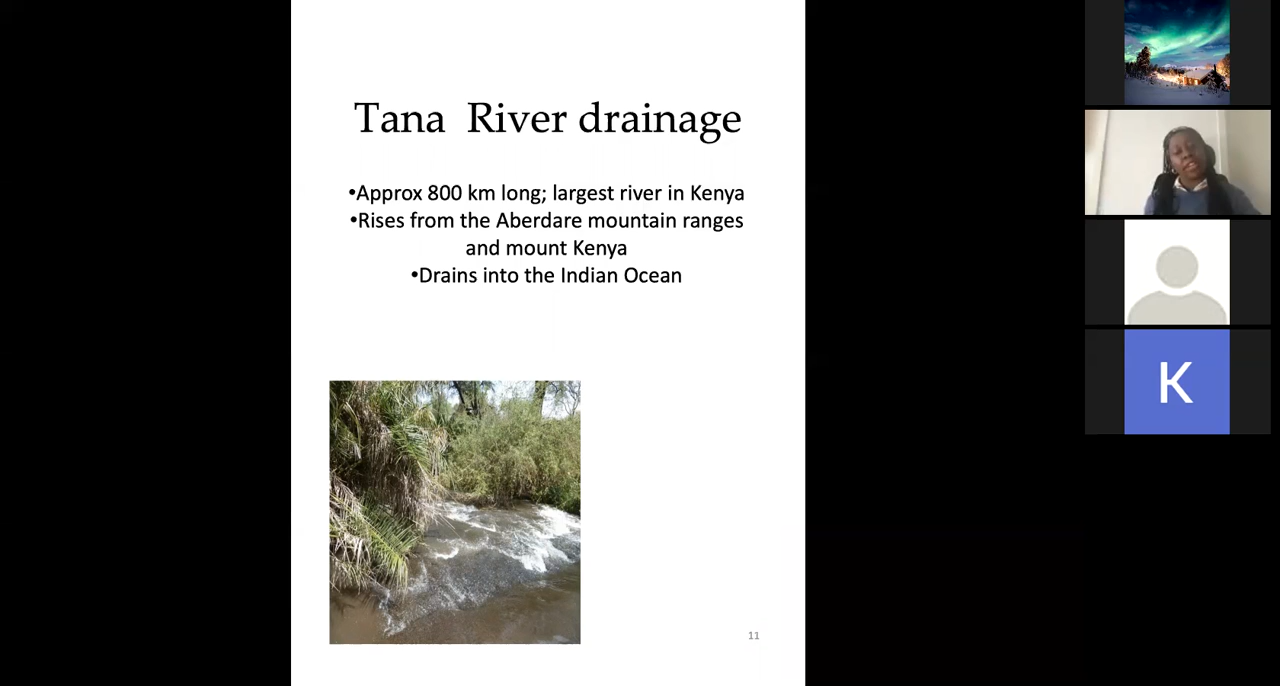 Tana River drainage
•Approx 800 km long; largest river in Kenya
•Rises from the Aberdare mountain ranges
and mount Kenya
•Drains into the Indian Ocean
11
K